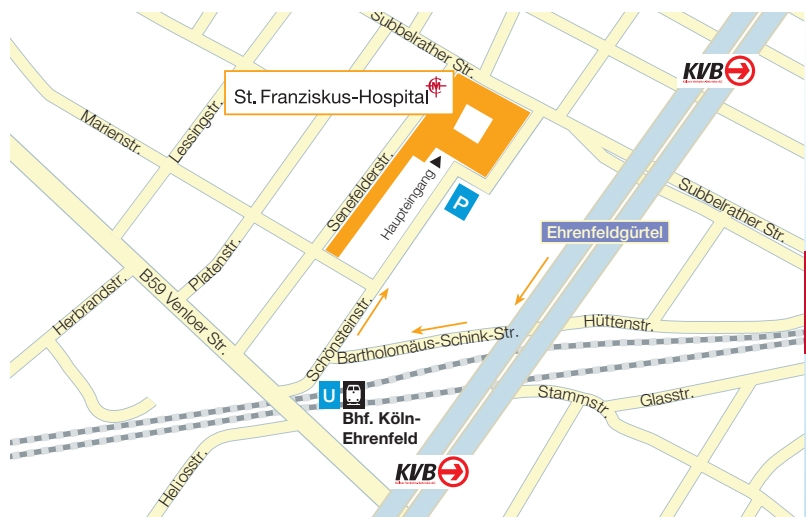 Subbelrather Str.
KVB
St. Franziskus-Hospital
Lessingstr.
Marienstr.
Senefelderstr.
Haupteingang
P
Subbelrather Str.
Ehrenfeldgürtel
Platenstr.
B59 Venloer Str.
Herbrandstr.
Schönsteinstr.
Hüttenstr.
Bartholomäus-Schink-Str.
U
Bhf. Köln-
Ehrenfeld
Stammstr.
Glasstr.
Heliosstr.
KVB